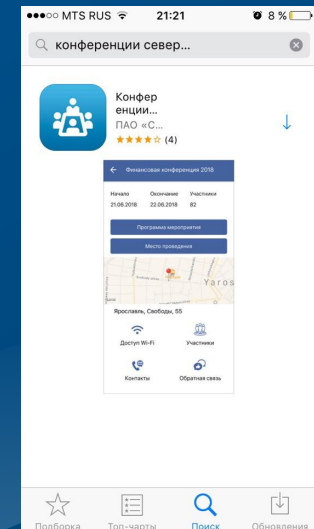 MTS RUS 21:21 8 %
конференции север...
Конфер
енции...
ПАО «С...
(4)
Финансовая конференция 2018
Начало Окончание Участники
21.06.2018 22.06.2018 82
Программа мероприятия
Место проведения
Yaros
Ярославль, Свободы, 55
Доступ Wi-Fi Участники
Контакты Обратная связь
Подборка Топ-чарты Поиск Обновления